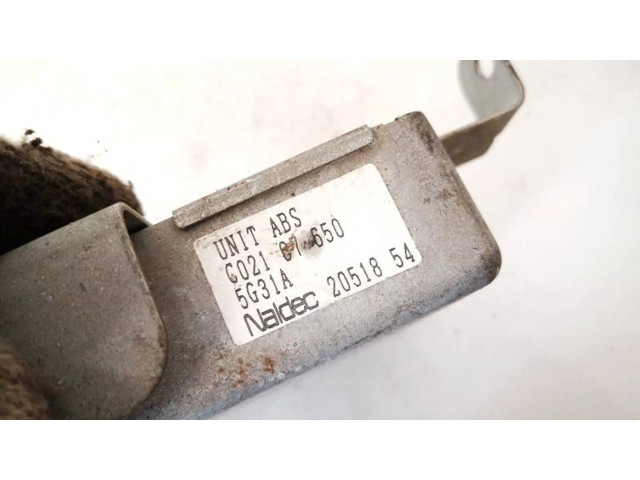 UNIT ABS
G021 67 650
5G31A
Naldec 20518 54